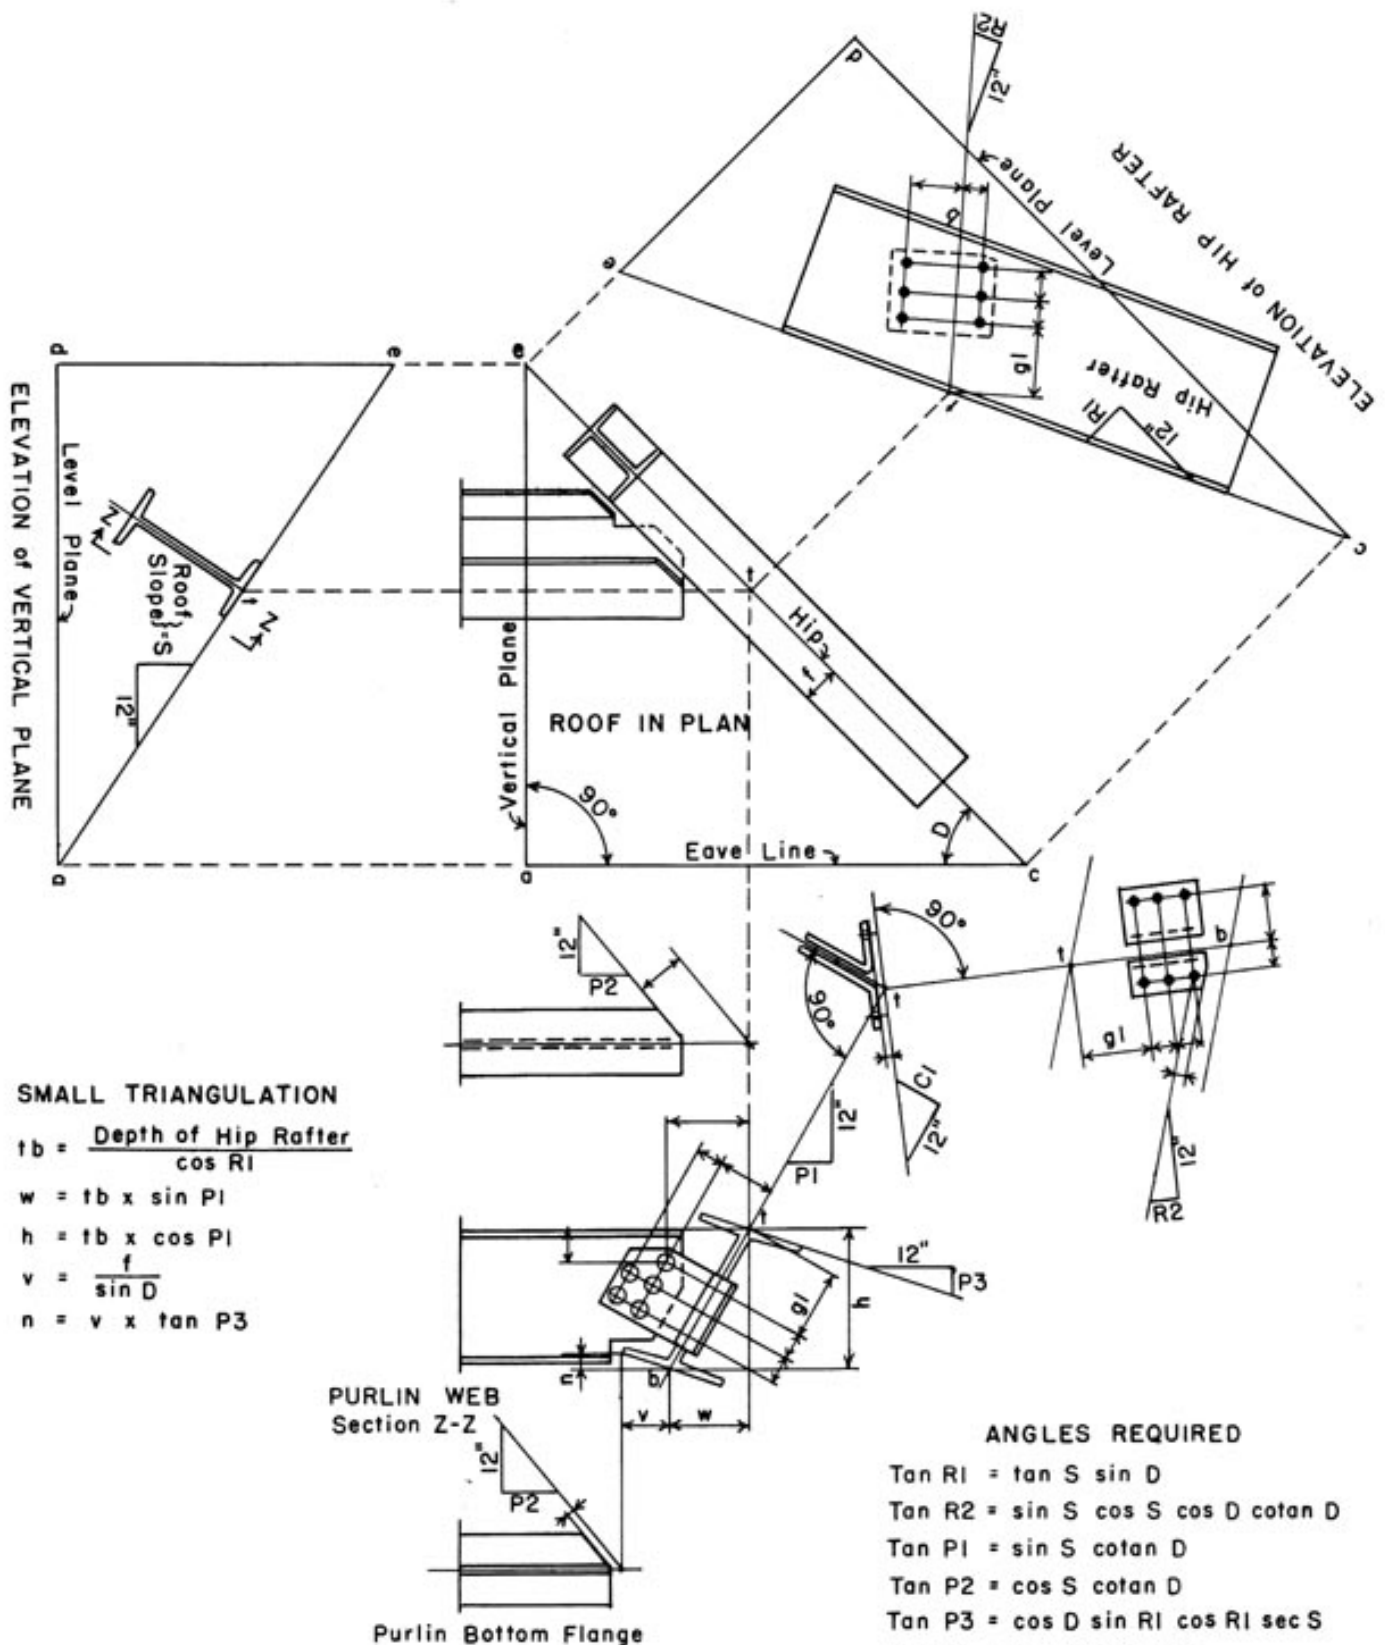 R2
12"
d
Level Plane
b
ELEVATION of HIP RAFTER
e
g1
Hip Rafter
R1
12"
t
c
d
e
e
ELEVATION of VERTICAL PLANE
Level Plane
Z
Z
t
Roof
Slope } = S
12"
t
Hip
f
Vertical Plane
ROOF IN PLAN
90°
D
Eave Line
a
a
c
12"
P2
90°
90°
t
t
b
g1
C1
12"
12"
P1
12"
R2
SMALL TRIANGULATION
tb = Depth of Hip Rafter
cos R1
w = tb x sin P1
h = tb x cos P1
v = f
sin D
n = v x tan P3
t
12"
P3
g1
h
n
b
v
w
PURLIN WEB
Section Z-Z
12"
P2
Purlin Bottom Flange
ANGLES REQUIRED
Tan R1 = tan S sin D
Tan R2 = sin S cos S cos D cotan D
Tan P1 = sin S cotan D
Tan P2 = cos S cotan D
Tan P3 = cos D sin R1 cos R1 sec S